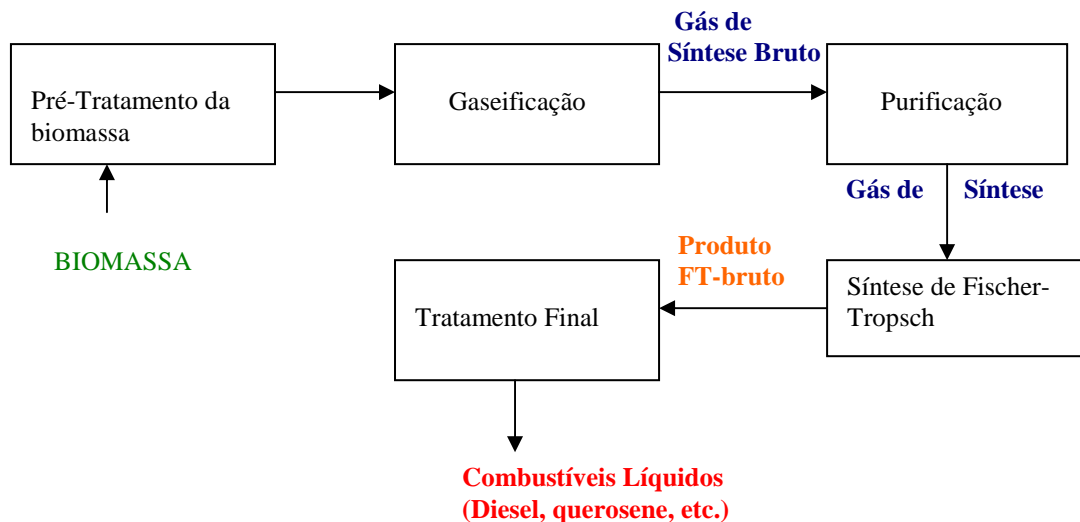 Gás de
Síntese Bruto
Pré-Tratamento da
biomassa
Gaseificação
Purificação
Gás de Síntese
BIOMASSA
Produto
FT-bruto
Síntese de Fischer-
Tropsch
Tratamento Final
Combustíveis Líquidos
(Diesel, querosene, etc.)